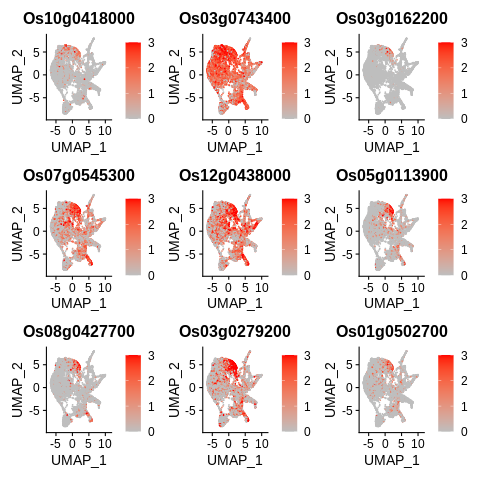 Os10g0418000 Os03g0743400 Os03g0162200
UMAP_2 5 0 -5 3 2 1 0 UMAP_2 5 0 -5 3 2 1 0 UMAP_2 5 0 -5 3 2 1 0
-5 0 5 10 -5 0 5 10 -5 0 5 10
UMAP_1 UMAP_1 UMAP_1
Os07g0545300 Os12g0438000 Os05g0113900
UMAP_2 5 0 -5 3 2 1 0 UMAP_2 5 0 -5 3 2 1 0 UMAP_2 5 0 -5 3 2 1 0
-5 0 5 10 -5 0 5 10 -5 0 5 10
UMAP_1 UMAP_1 UMAP_1
Os08g0427700 Os03g0279200 Os01g0502700
UMAP_2 5 0 -5 3 2 1 0 UMAP_2 5 0 -5 3 2 1 0 UMAP_2 5 0 -5 3 2 1 0
-5 0 5 10 -5 0 5 10 -5 0 5 10
UMAP_1 UMAP_1 UMAP_1